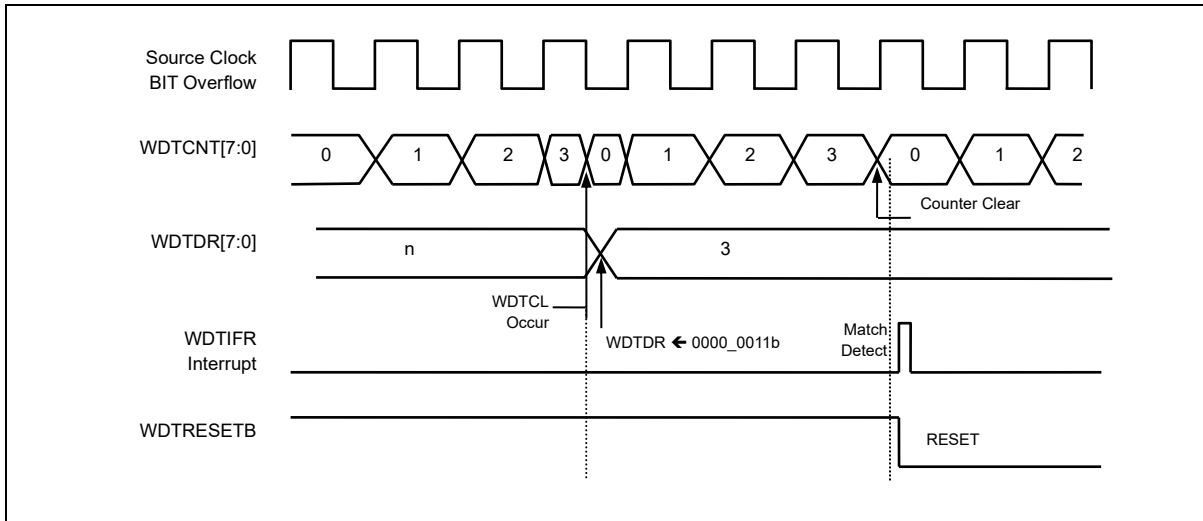 Source Clock
BIT Overflow
WDTCNT[7:0]
0 1 2 3 0 1 2 3 0 1 2
Counter Clear
WDTDR[7:0]
n 3
WDTCL
Occur
WDTDR 🡸 0000_0011b
WDTIFR
Interrupt
Match
Detect
WDTRESETB
RESET